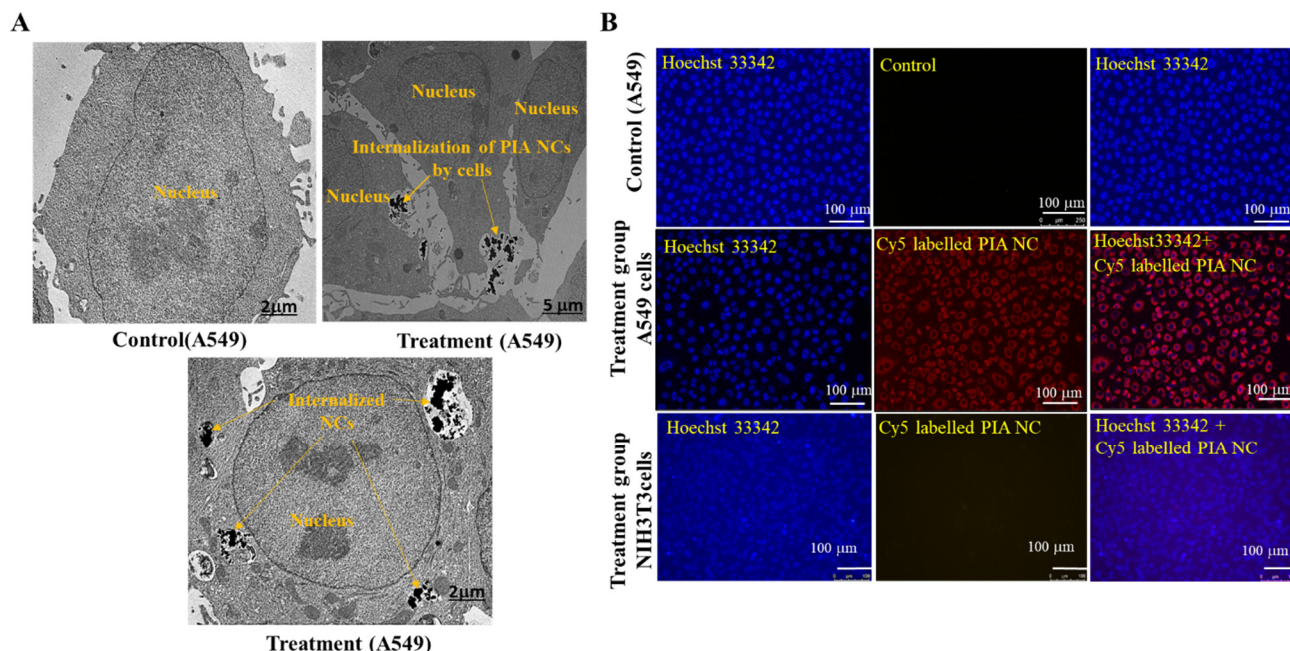 A
Nucleus
2μm
Control(A549)
Nucleus
Nucleus
Internalization of PIA NCs
by cells
Nucleus
5 μm
Treatment (A549)
Internalized
NCs
Nucleus
2μm
Treatment (A549)
B
Control (A549)
Hoechst 33342
100 μm
Control
100 μm
250
Hoechst 33342
100 μm
Treatment group
A549 cells
Hoechst 33342
100 μm
Cy5 labelled PIA NC
100 μm
Hoechst33342+
Cy5 labelled PIA NC
100 μm
Treatment group
NIH3T3cells
Hoechst 33342
100 μm
Cy5 labelled PIA NC
100 μm
Hoechst 33342 +
Cy5 labelled PIA NC
100 μm